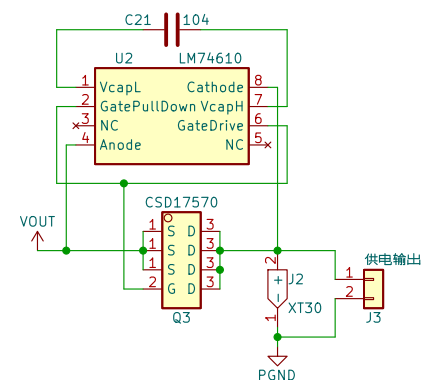 C21 104
U2 LM74610
1 VcapL Cathode 8
2 GatePullDown VcapH 7
3 NC GateDrive 6
4 Anode NC 5
CSD17570
VOUT
1 S D 3
1 S D 3
1 S D 3
2 G D 3
Q3
2
+
J2
-
XT30
1
供电输出
1
2
J3
PGND